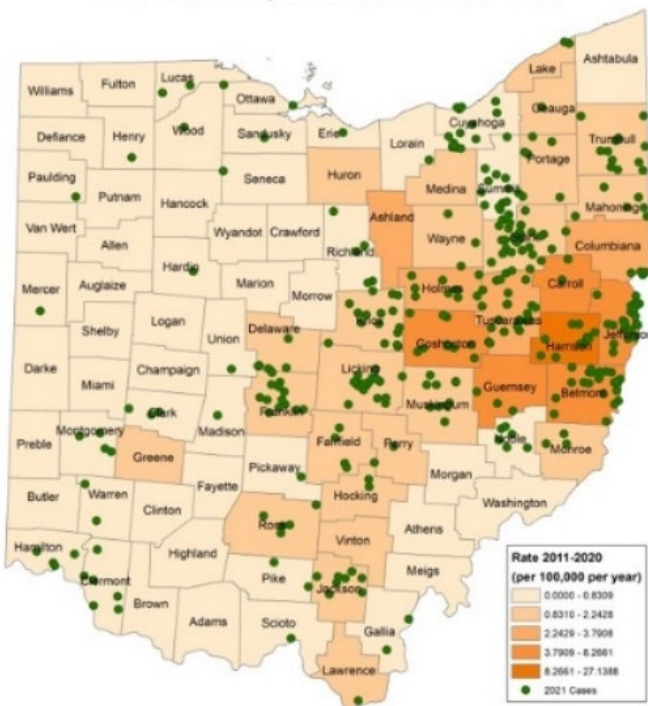 Ashtabula
Lake
Lucas
Fulton
Williams
Ottawa
Geauga
Cuyahoga
Defiance
Henry
Wood
Sandusky
Erie
Lorain
Trumbull
Portage
Paulding
Seneca
Huron
Medina
Summit
Putnam
Hancock
Mahoning
Van Wert
Wyandot
Crawford
Ashland
Wayne
Stark
Allen
Richland
Columbiana
Hardin
Mercer
Auglaize
Marion
Morrow
Holmes
Carroll
Logan
Shelby
Union
Delaware
Knox
Coshocton
Tuscarawas
Harrison
Jefferson
Darke
Champaign
Licking
Miami
Guernsey
Belmont
Clark
Franklin
Muskingum
Madison
Montgomery
Preble
Greene
Fairfield
Perry
Noble
Monroe
Pickaway
Morgan
Fayette
Butler
Warren
Clinton
Hocking
Washington
Ross
Athens
Hamilton
Highland
Vinton
Meigs
Clermont
Pike
Jackson
Brown
Adams
Scioto
Gallia
Lawrence
Rate 2011-2020
(per 100,000 per year)
0.0000 - 0.8309
0.8310 - 2.2428
2.2429 - 3.7908
3.7909 - 8.2661
8.2661 - 27.1388
2021 Cases